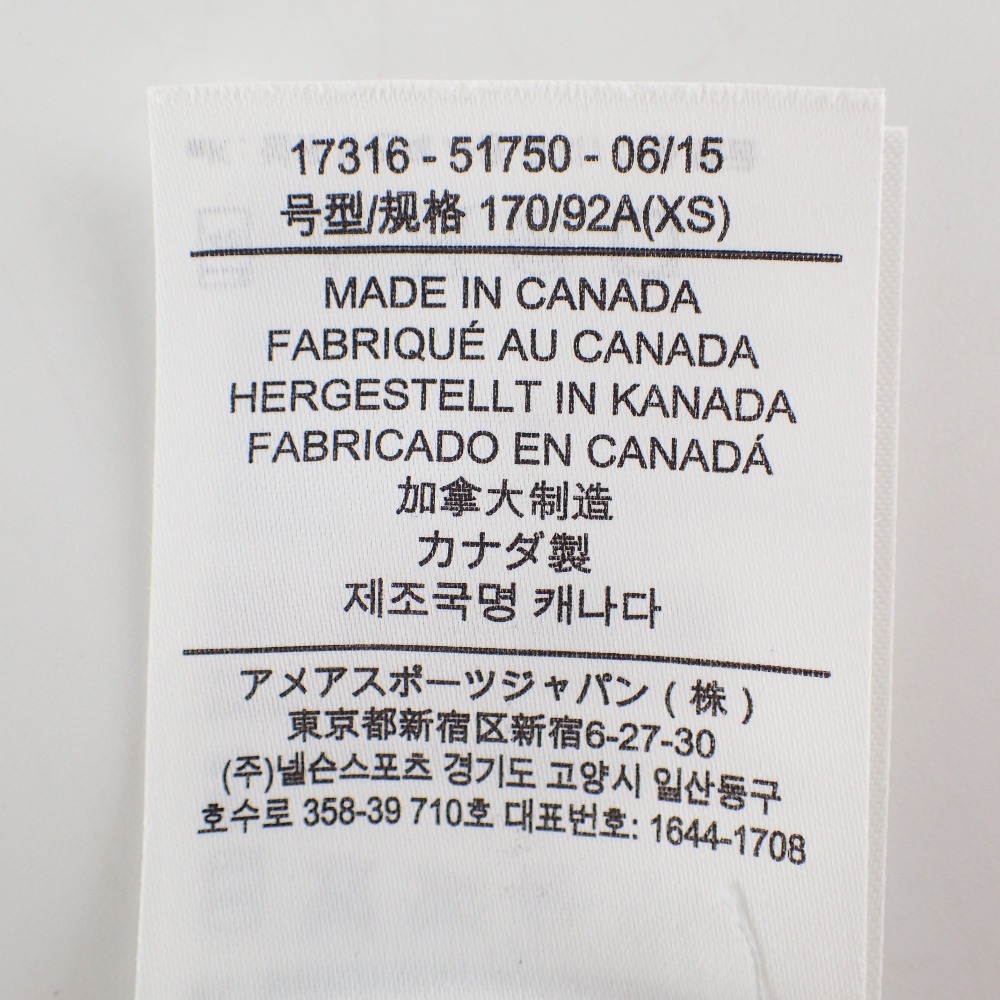 17316 - 51750 - 06/15
号型/规格 170/92A(XS)
MADE IN CANADA
FABRIQUÉ AU CANADA
HERGESTELLT IN KANADA
FABRICADO EN CANADÁ
加拿大制造
カナダ製
제조국명 캐나다
アメアスポーツジャパン(株)
東京都新宿区新宿6-27-30
(주)넬슨스포츠 경기도 고양시 일산동구
호수로 358-39 710호 대표번호: 1644-1708